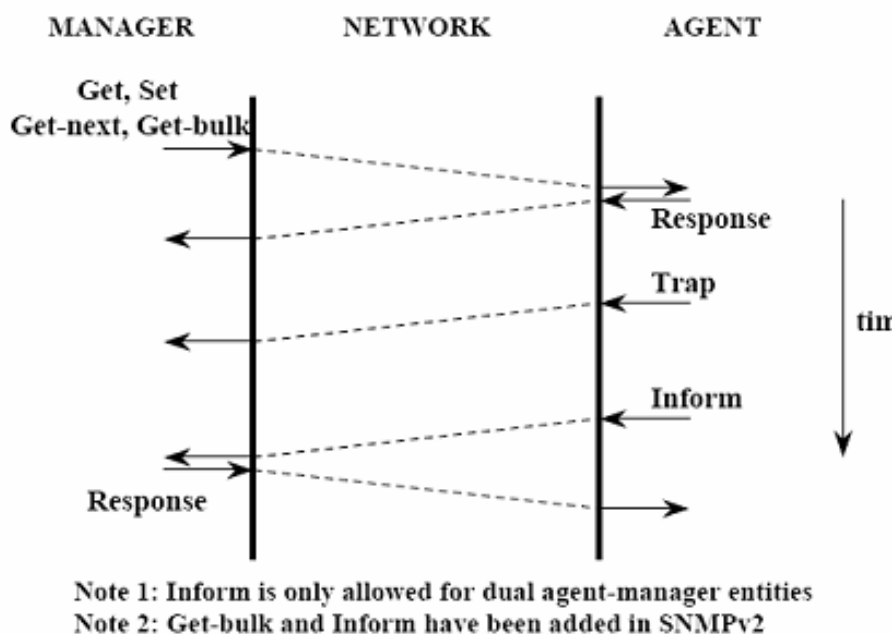 MANAGER NETWORK AGENT
Get, Set
Get-next, Get-bulk
Response
Trap
tim
Inform
Response
Note 1: Inform is only allowed for dual agent-manager entities
Note 2: Get-bulk and Inform have been added in SNMPv2